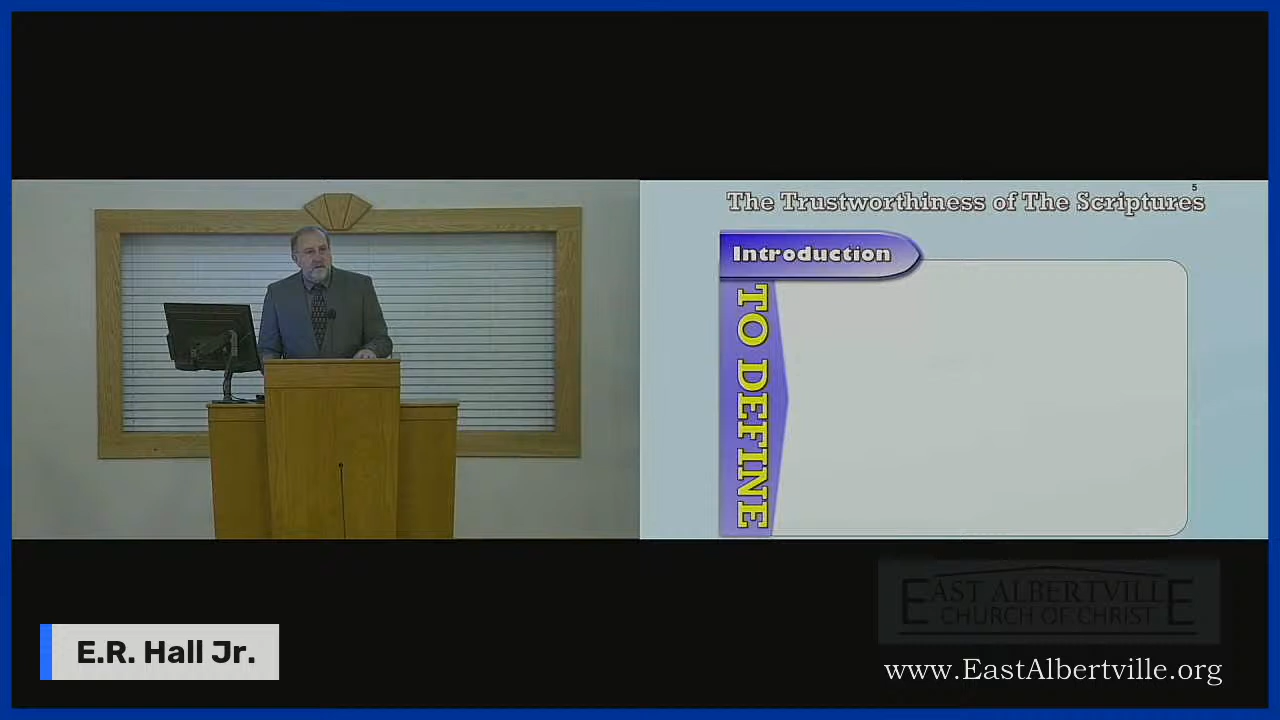 5
The Trustworthiness of The Scriptures
Introduction
TO DEFINE
EAST ALBERTVILLE
CHURCH OF CHRIST
E.R. Hall Jr.
www.EastAlbertville.org